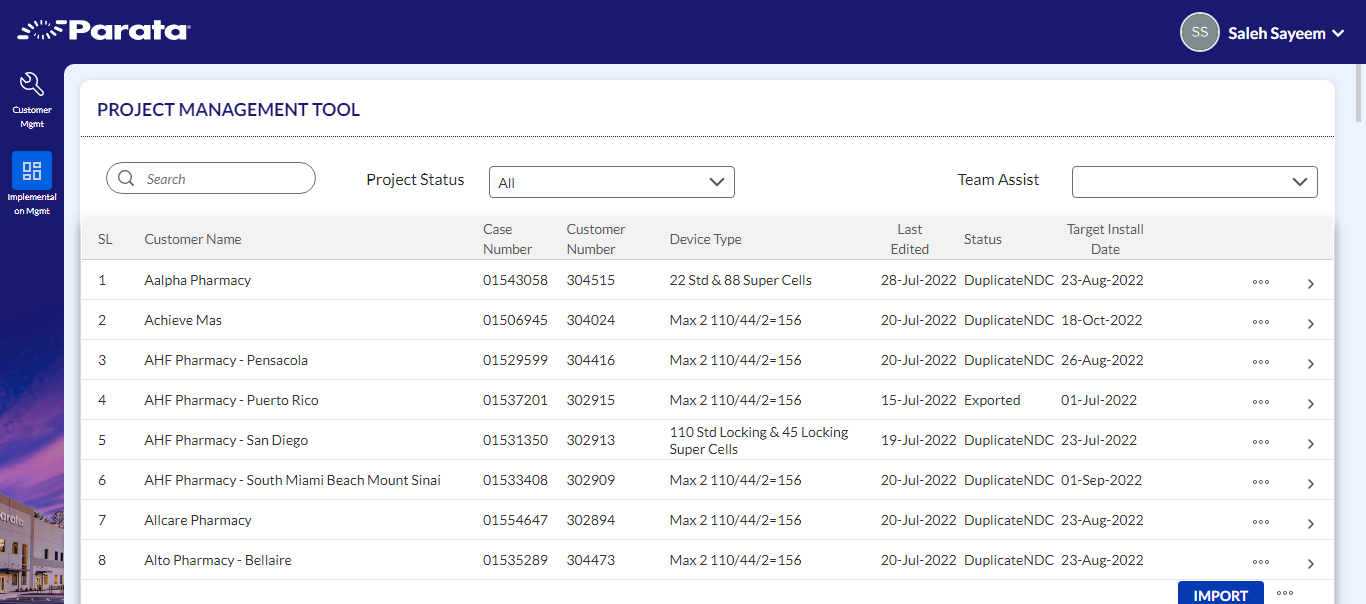 Parata
SS
Saleh Sayeem
Customer
Mgmt
Implementati
on Mgmt
PROJECT MANAGEMENT TOOL
Search
Project Status
All
Team Assist
SL Customer Name Case Number Customer Number Device Type Last Edited Status Target Install Date
1 Aalpha Pharmacy 01543058 304515 22 Std & 88 Super Cells 28-Jul-2022 DuplicateNDC 23-Aug-2022
2 Achieve Mas 01506945 304024 Max 2 110/44/2=156 20-Jul-2022 DuplicateNDC 18-Oct-2022
3 AHF Pharmacy - Pensacola 01529599 304416 Max 2 110/44/2=156 20-Jul-2022 DuplicateNDC 26-Aug-2022
4 AHF Pharmacy - Puerto Rico 01537201 302915 Max 2 110/44/2=156 15-Jul-2022 Exported 01-Jul-2022
5 AHF Pharmacy - San Diego 01531350 302913 110 Std Locking & 45 Locking Super Cells 19-Jul-2022 DuplicateNDC 23-Jul-2022
6 AHF Pharmacy - South Miami Beach Mount Sinai 01533408 302909 Max 2 110/44/2=156 20-Jul-2022 DuplicateNDC 01-Sep-2022
7 Allcare Pharmacy 01554647 302894 Max 2 110/44/2=156 20-Jul-2022 DuplicateNDC 23-Aug-2022
8 Alto Pharmacy - Bellaire 01535289 304473 Max 2 110/44/2=156 20-Jul-2022 DuplicateNDC 23-Aug-2022
parata
IMPORT